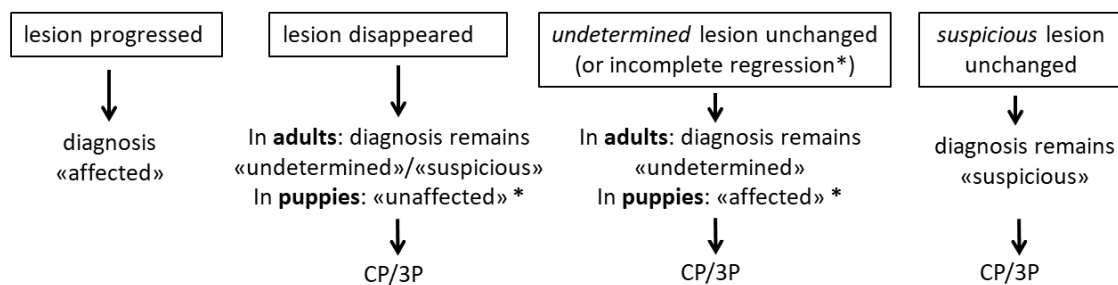 lesion progressed
diagnosis
«affected»
lesion disappeared
In adults: diagnosis remains
«undetermined»/«suspicious»
In puppies: «unaffected» *
CP/3P
undetermined lesion unchanged
(or incomplete regression*)
In adults: diagnosis remains
«undetermined»
In puppies: «affected» *
CP/3P
suspicious lesion
unchanged
diagnosis remains
«suspicious»
CP/3P